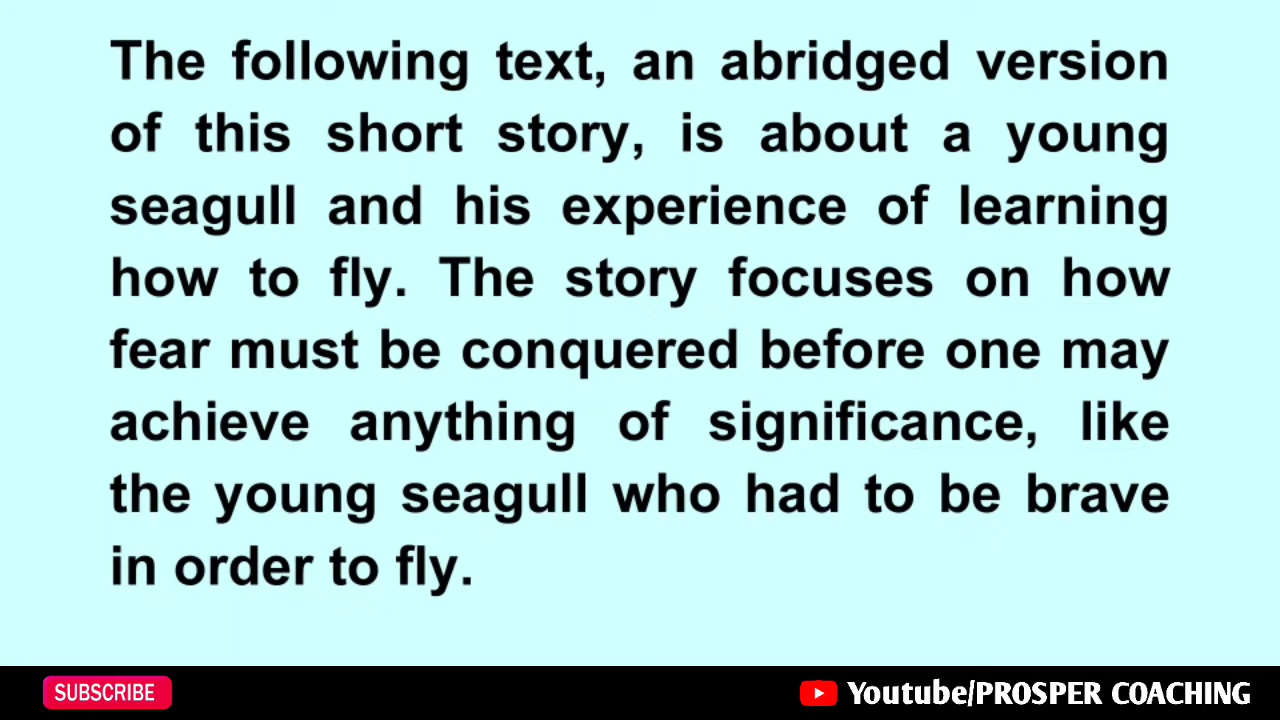 The following text, an abridged version
of this short story, is about a young
seagull and his experience of learning
how to fly. The story focuses on how
fear must be conquered before one may
achieve anything of significance, like
the young seagull who had to be brave
in order to fly.
SUBSCRIBE
Youtube/PROSPER COACHING